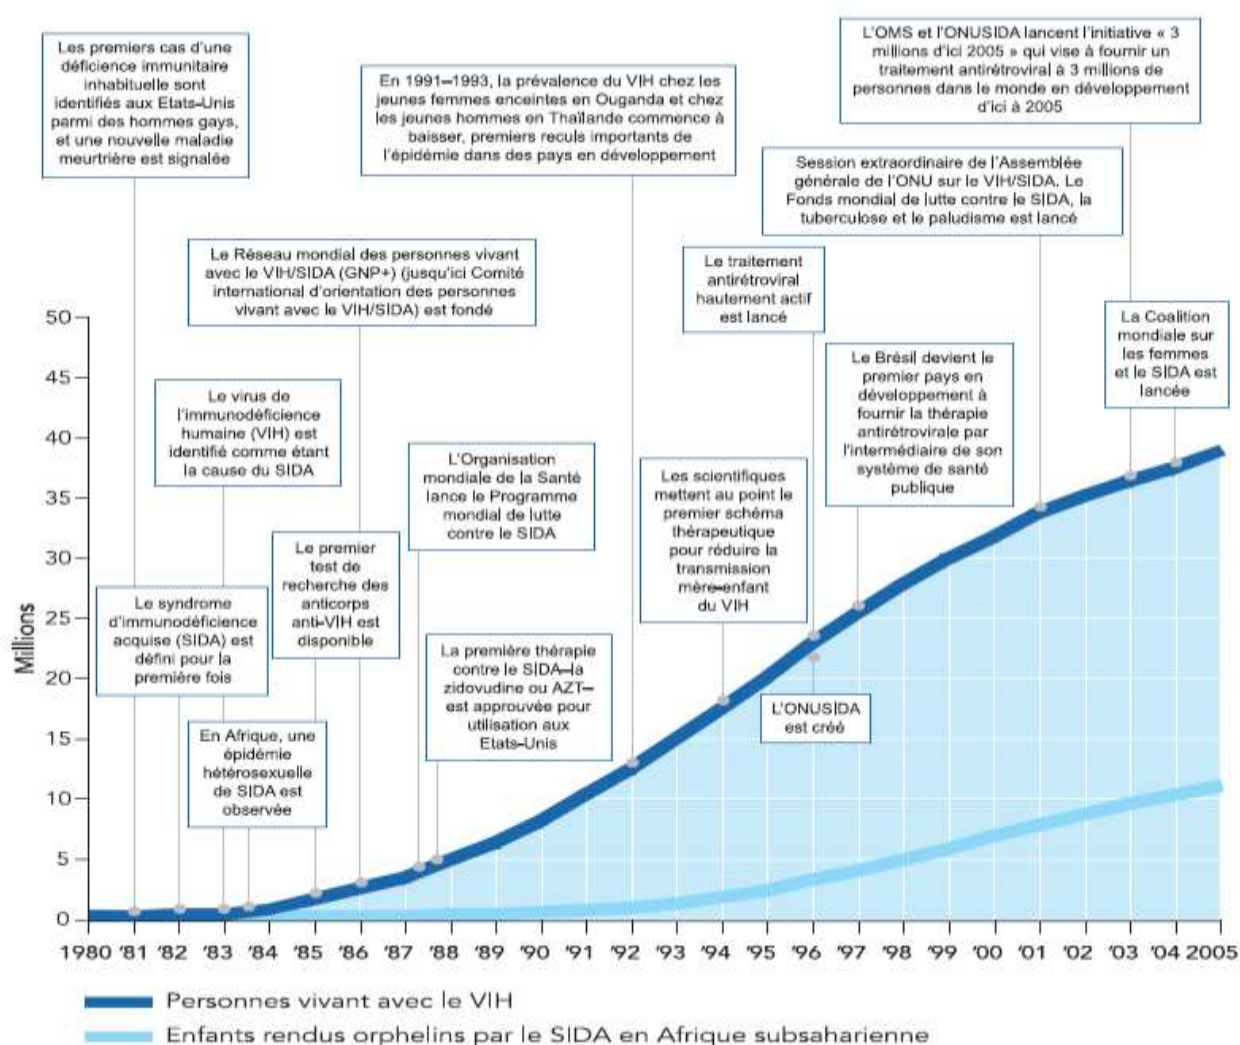 Les premiers cas d'une
déficience immunitaire
inhabituelle sont
identifiés aux Etats-Unis
parmi des hommes gays,
et une nouvelle maladie
meurtrière est signalée
En 1991–1993, la prévalence du VIH chez les
jeunes femmes enceintes en Ouganda et chez
les jeunes hommes en Thaïlande commence à
baisser, premiers reculs importants de
l'épidémie dans des pays en développement
L'OMS et l'ONUSIDA lancent l'initiative « 3
millions d'ici 2005 » qui vise à fournir un
traitement antirétroviral à 3 millions de
personnes dans le monde en développement
d'ici à 2005
Session extraordinaire de l'Assemblée
générale de l'ONU sur le VIH/SIDA. Le
Fonds mondial de lutte contre le SIDA, la
tuberculose et le paludisme est lancé
Le Réseau mondial des personnes vivant
avec le VIH/SIDA (GNP+) (jusqu'ici Comité
international d'orientation des personnes
vivant avec le VIH/SIDA) est fondé
Le traitement
antirétroviral
hautement actif
est lancé
La Coalition
mondiale sur
les femmes
et le SIDA est
lancée
Le Brésil devient le
premier pays en
développement à
fournir la thérapie
antirétrovirale par
l'intermédiaire de son
système de santé
publique
Le virus de
l'immunodéficience
humaine (VIH) est
identifié comme étant
la cause du SIDA
L'Organisation
mondiale de la Santé
lance le Programme
mondial de lutte
contre le SIDA
Les scientifiques
mettent au point le
premier schéma
thérapeutique
pour réduire la
transmission
mère–enfant
du VIH
Le premier
test de
recherche des
anticorps
anti-VIH est
disponible
Le syndrome
d'immunodéficience
acquise (SIDA) est
défini pour la
première fois
La première thérapie
contre le SIDA–la
zidovudine ou AZT–
est approuvée pour
utilisation aux
Etats-Unis
L'ONUSIDA
est créé
En Afrique, une
épidémie
hétérosexuelle
de SIDA est
observée
Millions
50
45
40
35
30
25
20
15
10
5
0
1980 '81 '82 '83 '84 '85 '86 '87 '88 '89 '90 '91 '92 '93 '94 '95 '96 '97 '98 '99 '00 '01 '02 '03 '04 2005
Personnes vivant avec le VIH
Enfants rendus orphelins par le SIDA en Afrique subsaharienne